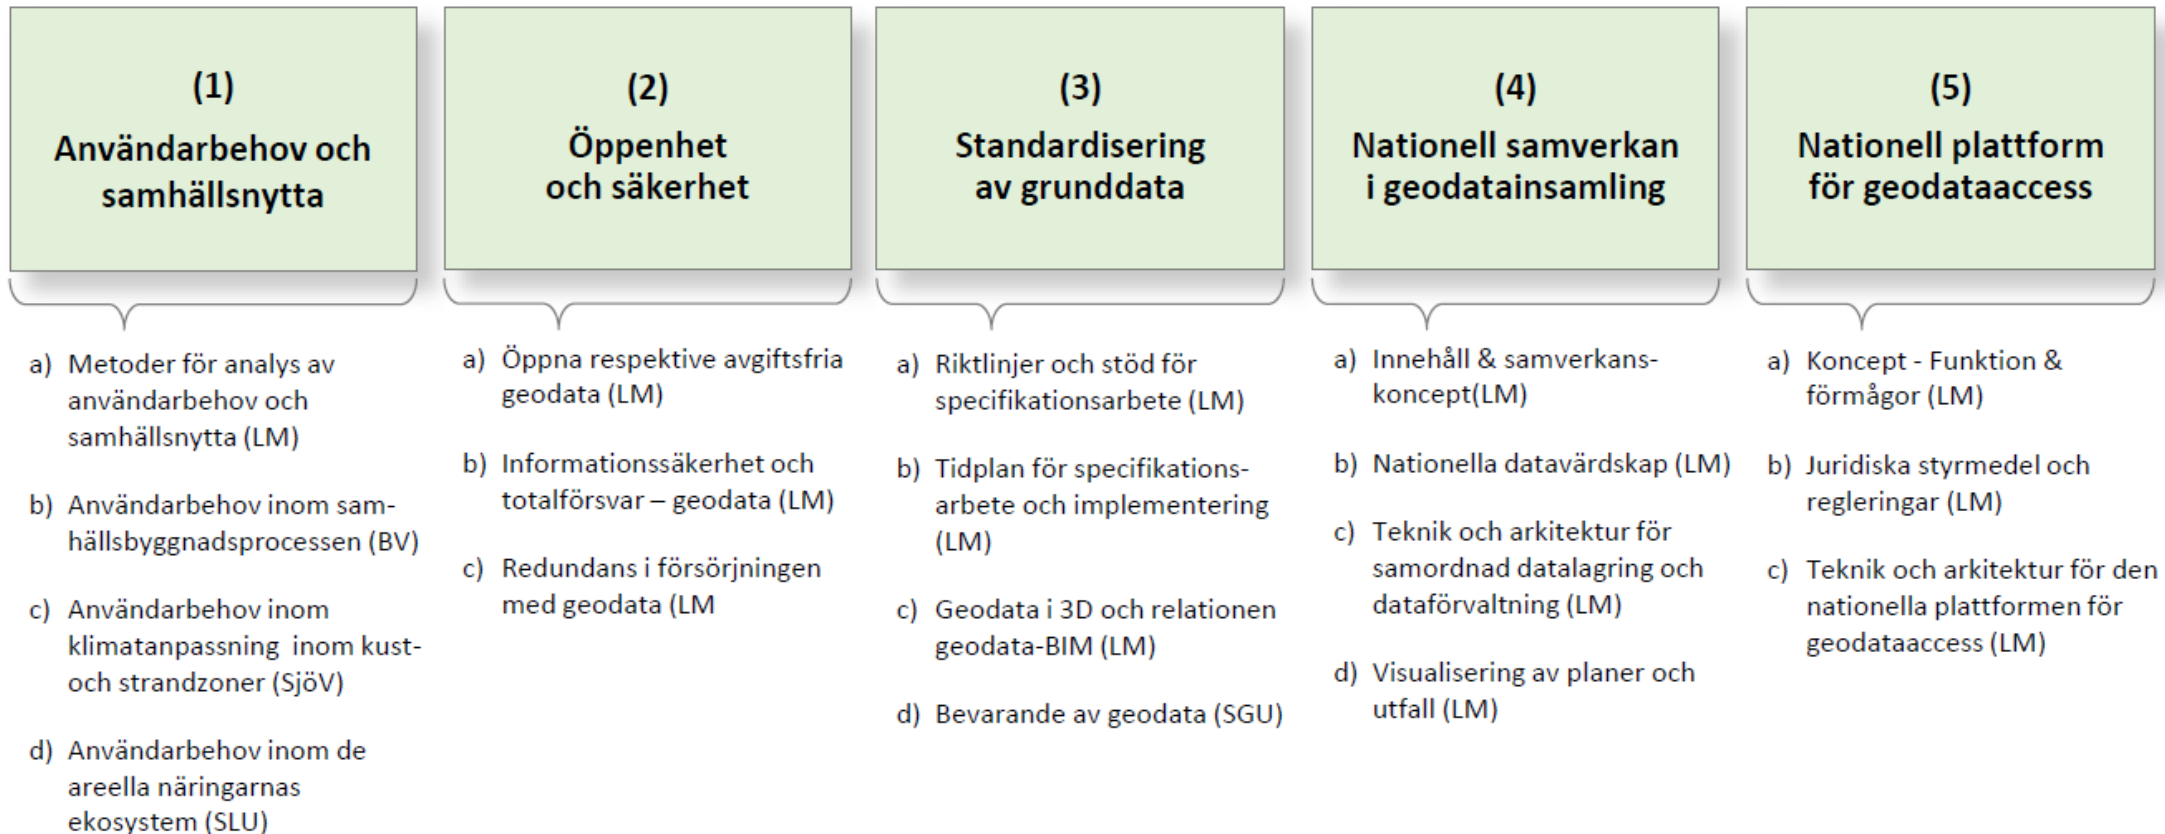 (1)
Användarbehov och
samhällsnytta
a) Metoder för analys av
användarbehov och
samhällsnytta (LM)
b) Användarbehov inom sam-
hällsbyggnadsprocessen (BV)
c) Användarbehov inom
klimatanpassning inom kust-
och strandzoner (SjöV)
d) Användarbehov inom de
areella näringarnas
ekosystem (SLU)
(2)
Öppenhet
och säkerhet
a) Öppna respektive avgiftsfria
geodata (LM)
b) Informationssäkerhet och
totalförsvar – geodata (LM)
c) Redundans i försörjningen
med geodata (LM
(3)
Standardisering
av grunddata
a) Riktlinjer och stöd för
specifikationsarbete (LM)
b) Tidplan för specifikations-
arbete och implementering
(LM)
c) Geodata i 3D och relationen
geodata-BIM (LM)
d) Bevarande av geodata (SGU)
(4)
Nationell samverkan
i geodatainsamling
a) Innehåll & samverkans-
koncept(LM)
b) Nationella datavärdskap (LM)
c) Teknik och arkitektur för
samordnad datalagring och
dataförvaltning (LM)
d) Visualisering av planer och
utfall (LM)
(5)
Nationell plattform
för geodataaccess
a) Koncept - Funktion &
förmågor (LM)
b) Juridiska styrmedel och
regleringar (LM)
c) Teknik och arkitektur för den
nationella plattformen för
geodataaccess (LM)